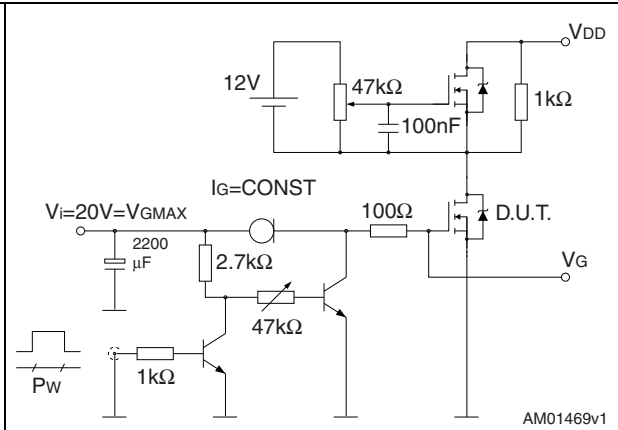 VDD
12V
47kΩ
1kΩ
100nF
IG=CONST
Vi=20V=VGMAX
100Ω
D.U.T.
2200
μF
2.7kΩ
VG
47kΩ
1kΩ
PW
AM01469v1